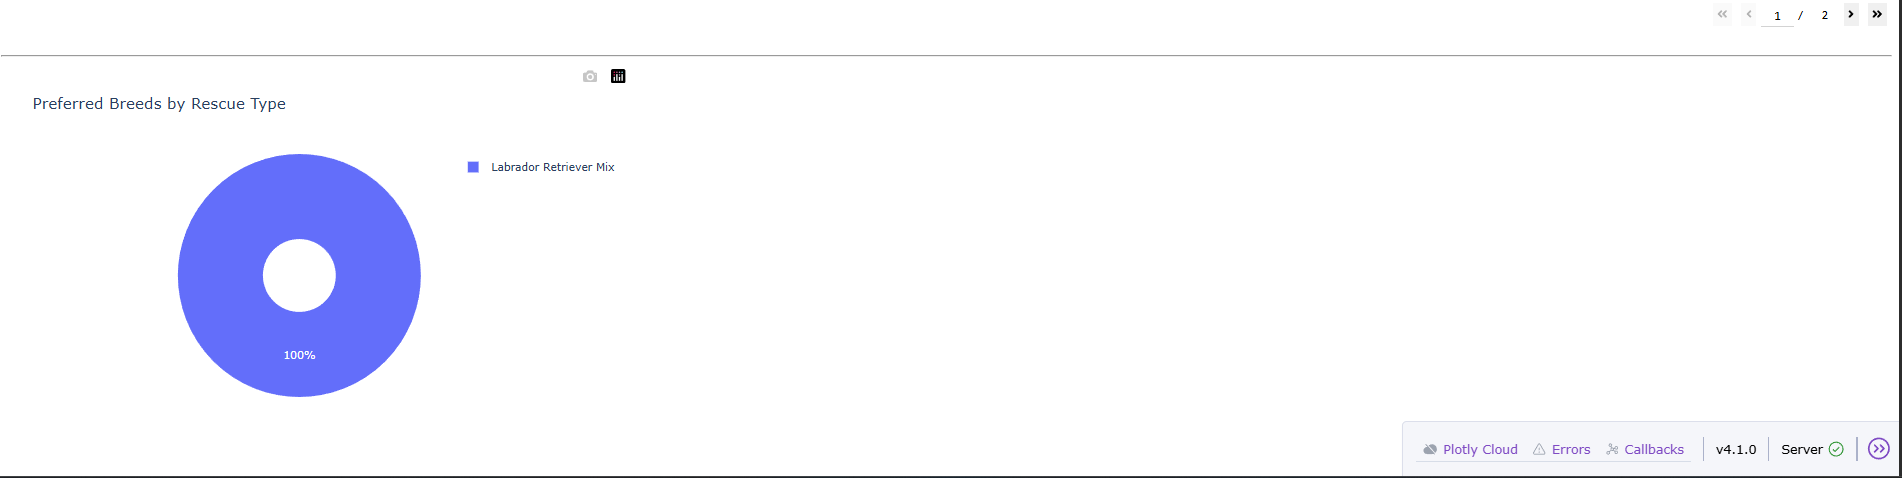 1 / 2
Preferred Breeds by Rescue Type
Labrador Retriever Mix
100%
Plotly Cloud Errors Callbacks v4.1.0 Server